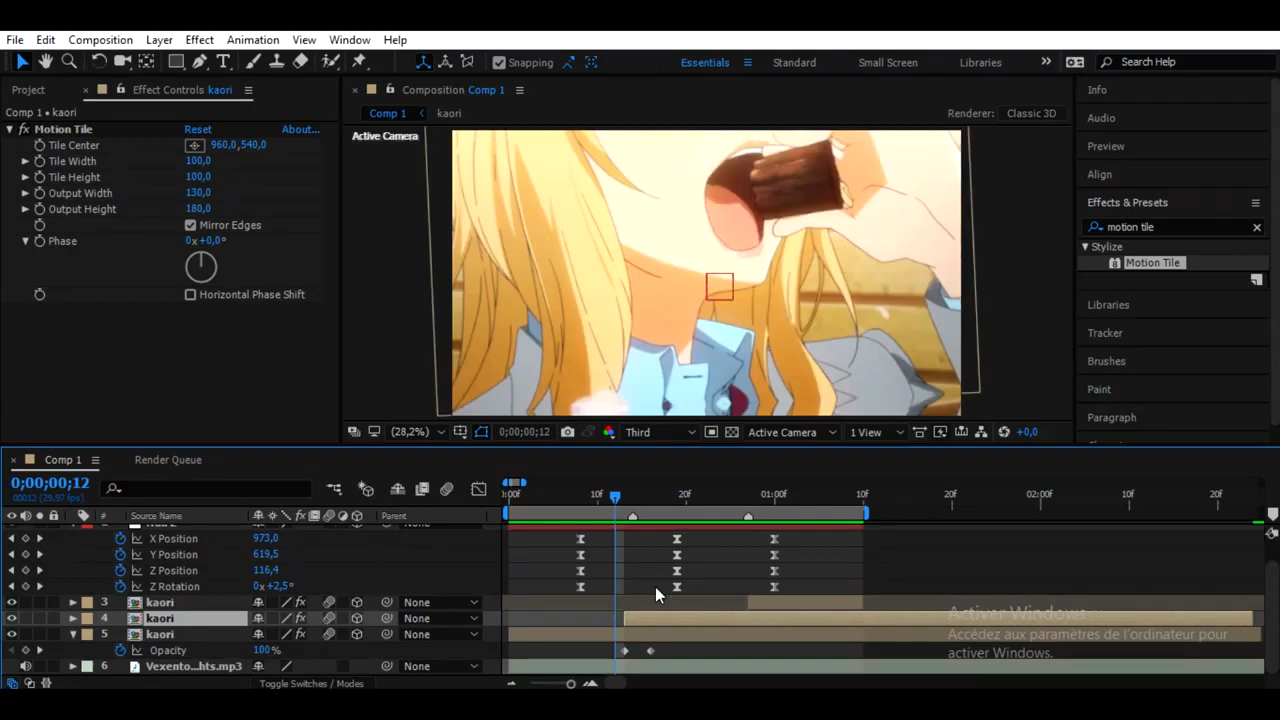 File Edit Composition Layer Effect Animation View Window Help
Snapping Essentials Standard Small Screen Libraries Search Help
Project Effect Controls kaori Composition Comp 1 Info
Comp 1 • kaori Comp 1 kaori Renderer: Classic 3D Audio
fx Motion Tile Reset About... Active Camera
Tile Center 960,0,540,0 Preview
Tile Width 100,0
Tile Height 100,0 Align
Output Width 130,0
Output Height 180,0 Effects & Presets
Mirror Edges motion tile
Phase 0x+0,0° Stylize
Motion Tile
Horizontal Phase Shift
Libraries
Tracker
Brushes
Paint
Liquid
(28,2%) 0;00;00;12 Third Active Camera 1 View +0,0
Comp 1 Render Queue
0;00;00;12
00012 (29.97 fps) :00f 10f 20f 01:00f 10f 20f 02:00f 10f 20f
# Source Name Parent
X Position 973,0
Y Position 619,5
Z Position 116,4
Z Rotation 0x+2,5°
3 kaori fx None
4 kaori fx None
5 kaori fx None
Opacity 100%
6 Vexento...hts.mp3 None
Toggle Switches / Modes
Activer Windows
Accédez aux paramètres de l'ordinateur pour
activer Windows.